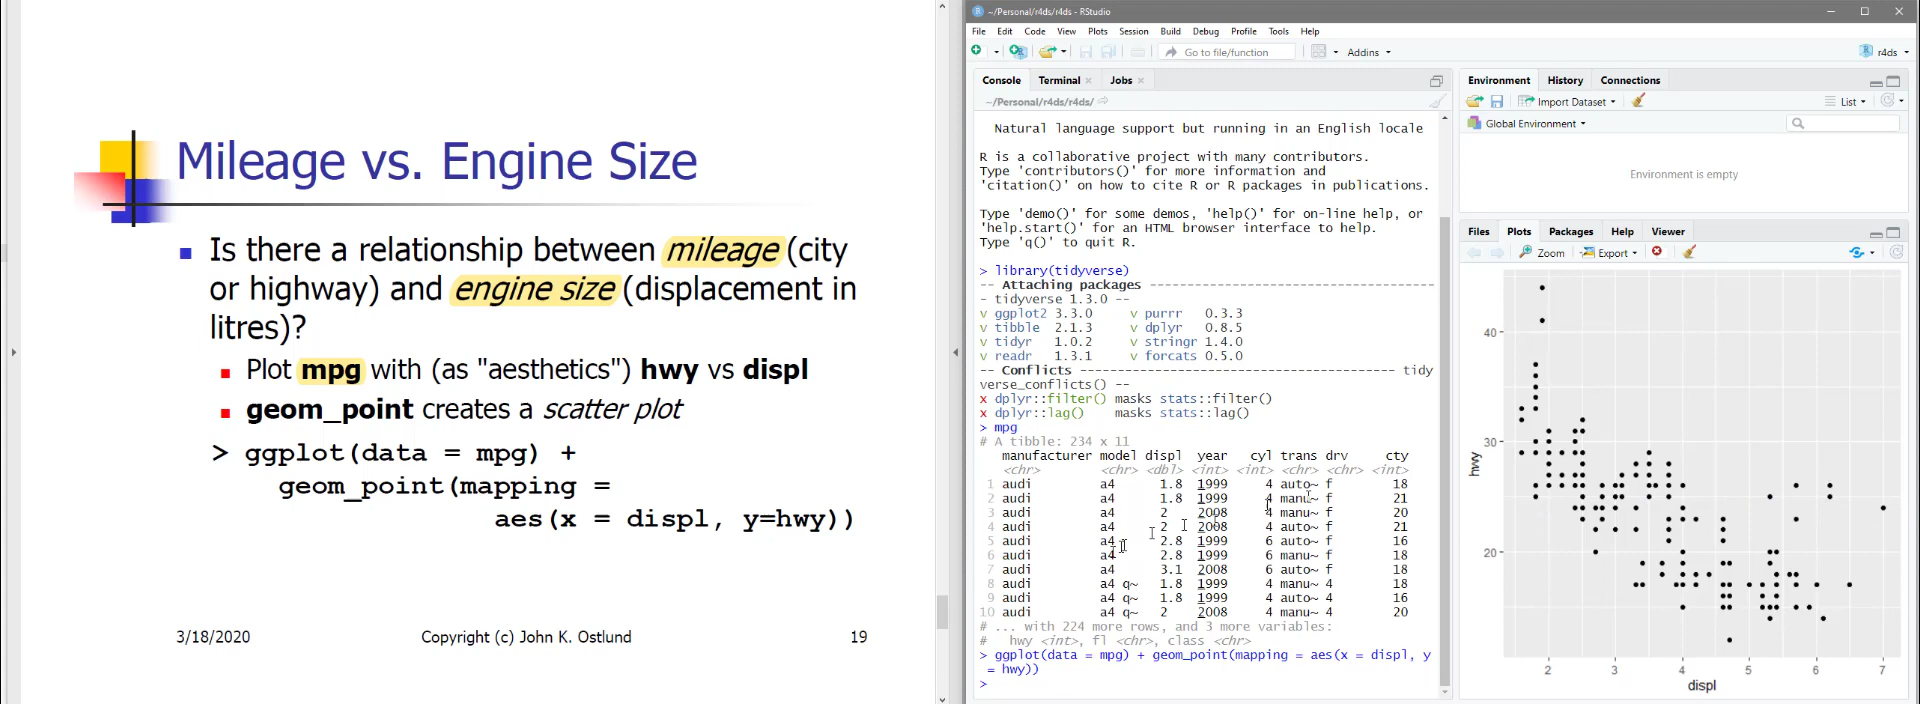 Mileage vs. Engine Size
Is there a relationship between mileage (city
or highway) and engine size (displacement in
litres)?
Plot mpg with (as "aesthetics") hwy vs displ
geom_point creates a scatter plot
> ggplot(data = mpg) +
geom_point(mapping =
aes(x = displ, y=hwy))
3/18/2020 Copyright (c) John K. Ostlund 19
~/Personal/r4ds/r4ds - RStudio
File Edit Code View Plots Session Build Debug Profile Tools Help
Go to file/function Addins r4ds
Console Terminal Jobs
~/Personal/r4ds/r4ds/
Natural language support but running in an English locale
R is a collaborative project with many contributors.
Type 'contributors()' for more information and
'citation()' on how to cite R or R packages in publications.
Type 'demo()' for some demos, 'help()' for on-line help, or
'help.start()' for an HTML browser interface to help.
Type 'q()' to quit R.
> library(tidyverse)
-- Attaching packages ---------------------------------------
- tidyverse 1.3.0 --
v ggplot2 3.3.0 v purrr 0.3.3
v tibble 2.1.3 v dplyr 0.8.5
v tidyr 1.0.2 v stringr 1.4.0
v readr 1.3.1 v forcats 0.5.0
-- Conflicts ------------------------------------------ tidy
verse_conflicts() --
x dplyr::filter() masks stats::filter()
x dplyr::lag() masks stats::lag()
> mpg
# A tibble: 234 x 11
manufacturer model displ year cyl trans drv cty
<chr> <chr> <dbl> <int> <int> <chr> <chr> <int>
1 audi a4 1.8 1999 4 auto~ f 18
2 audi a4 1.8 1999 4 manu~ f 21
3 audi a4 2 2008 4 manu~ f 20
4 audi a4 2 2008 4 auto~ f 21
5 audi a4 2.8 1999 6 auto~ f 16
6 audi a4 2.8 1999 6 manu~ f 18
7 audi a4 3.1 2008 6 auto~ f 18
8 audi a4 q~ 1.8 1999 4 manu~ 4 18
9 audi a4 q~ 1.8 1999 4 auto~ 4 16
10 audi a4 q~ 2 2008 4 manu~ 4 20
# ... with 224 more rows, and 3 more variables:
# hwy <int>, fl <chr>, class <chr>
> ggplot(data = mpg) + geom_point(mapping = aes(x = displ, y
= hwy))
>
Environment History Connections
Import Dataset List
Global Environment
Environment is empty
Files Plots Packages Help Viewer
Zoom Export
40
30
20
hwy
2 3 4 5 6 7
displ